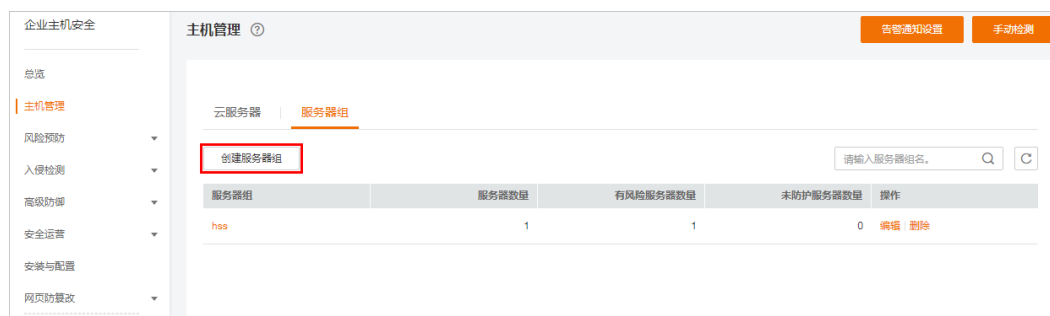 企业主机安全
主机管理 ?
告警通知设置
手动检测
总览
主机管理
风险预防
入侵检测
高级防御
安全运营
安装与配置
网页防篡改
云服务器 | 服务器组
创建服务器组
请输入服务器组名。
服务器组 服务器数量 有风险服务器数量 未防护服务器数量 操作
hss 1 1 0 编辑 | 删除